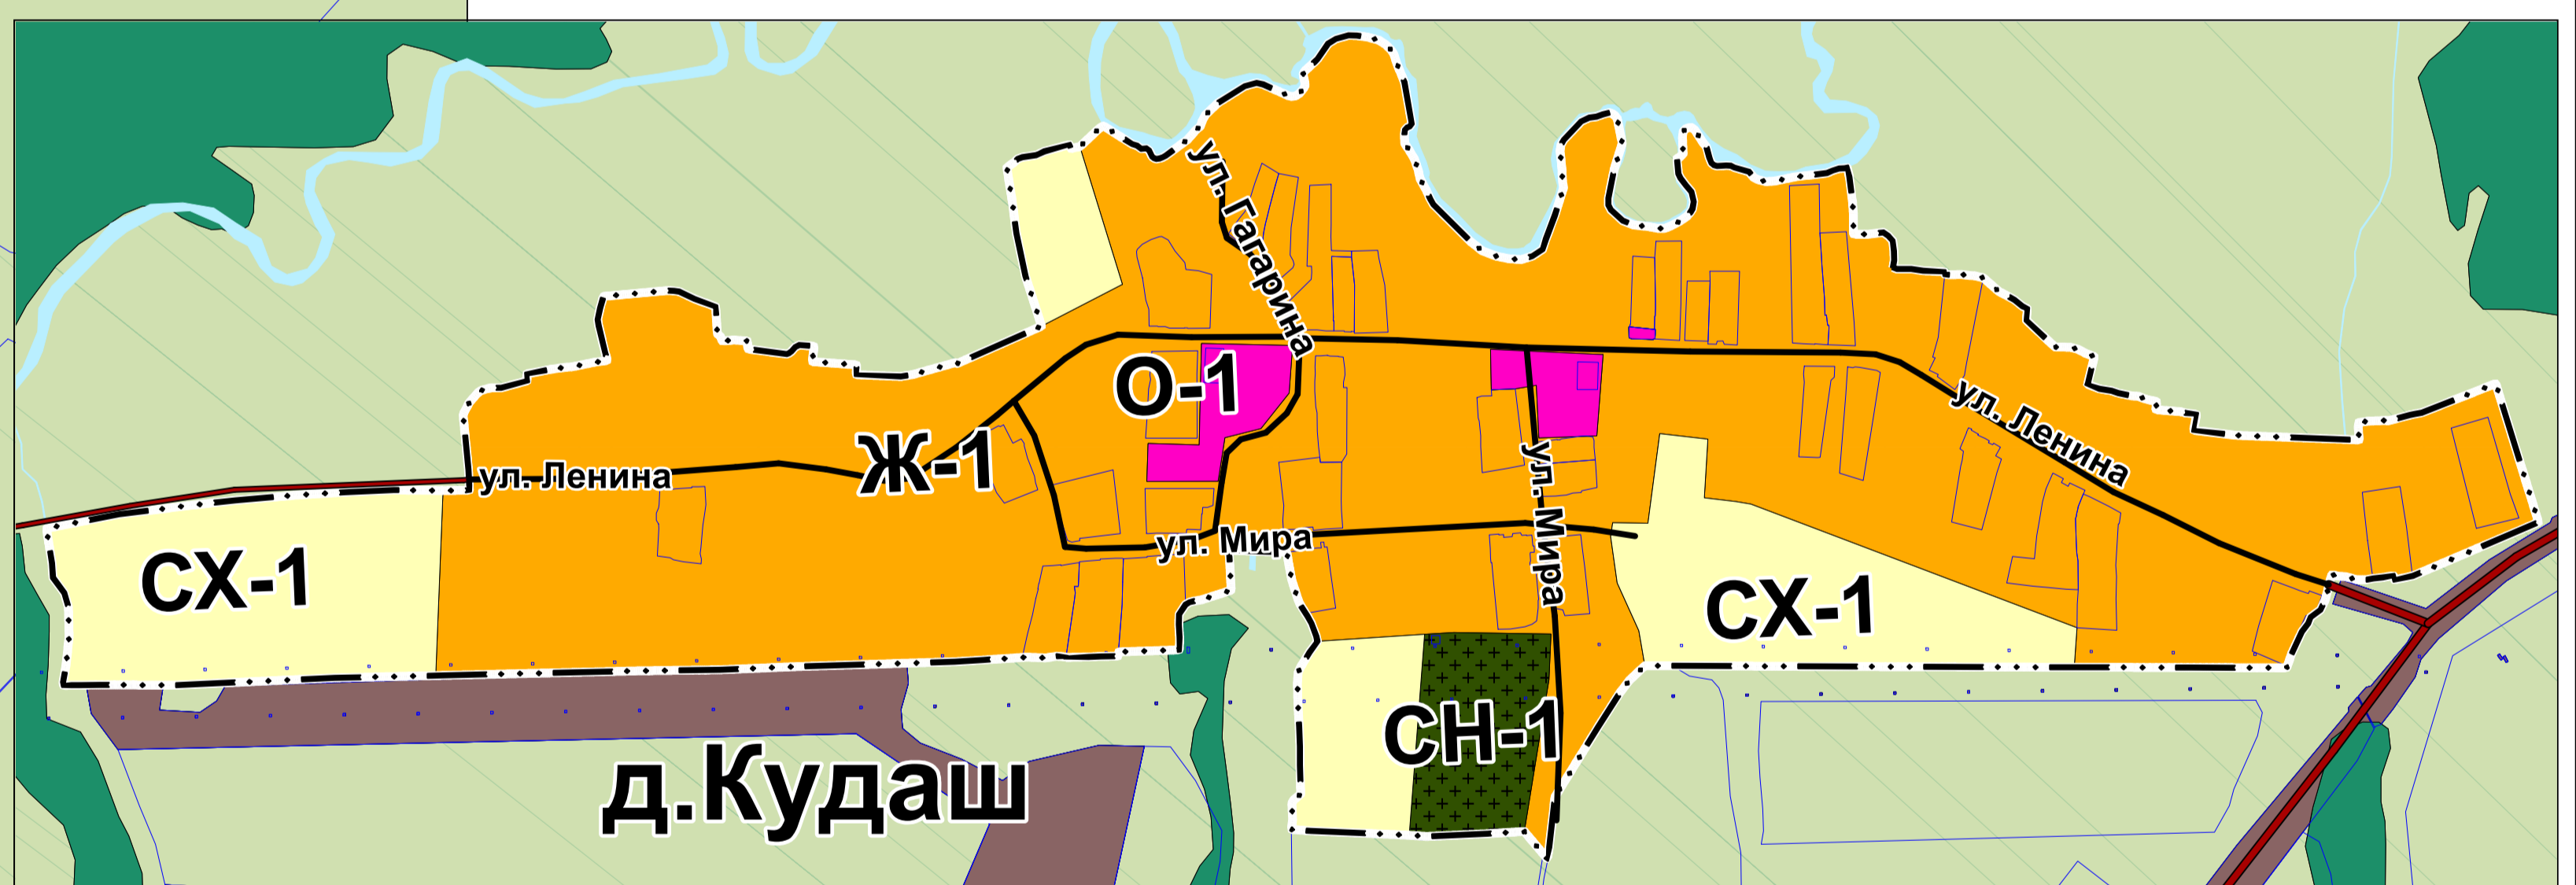 ул. Гагарина
О-1
Ж-1
ул. Ленина
ул. Ленина
ул. Мира
ул. Мира
СХ-1
СХ-1
СН-1
д.Кудаш